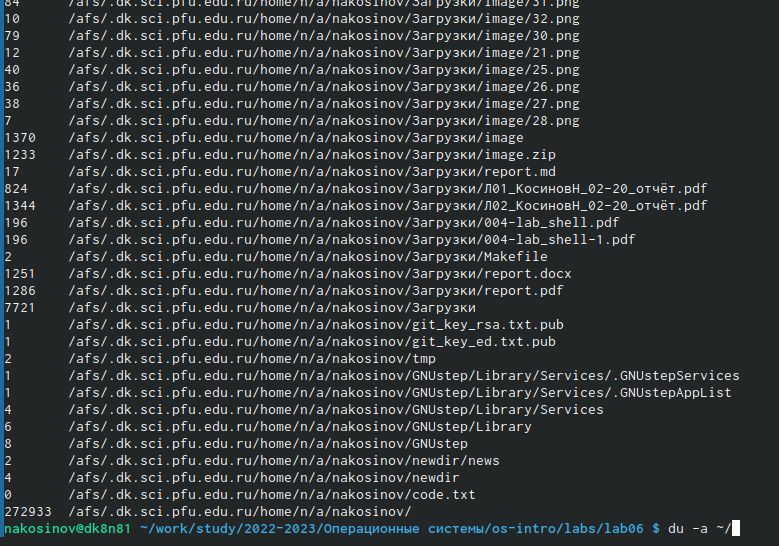 84 /afs/.dk.sci.pfu.edu.ru/home/n/a/nakosinov/Загрузки/image/31.png
10 /afs/.dk.sci.pfu.edu.ru/home/n/a/nakosinov/Загрузки/image/32.png
79 /afs/.dk.sci.pfu.edu.ru/home/n/a/nakosinov/Загрузки/image/30.png
12 /afs/.dk.sci.pfu.edu.ru/home/n/a/nakosinov/Загрузки/image/21.png
40 /afs/.dk.sci.pfu.edu.ru/home/n/a/nakosinov/Загрузки/image/25.png
36 /afs/.dk.sci.pfu.edu.ru/home/n/a/nakosinov/Загрузки/image/26.png
38 /afs/.dk.sci.pfu.edu.ru/home/n/a/nakosinov/Загрузки/image/27.png
7 /afs/.dk.sci.pfu.edu.ru/home/n/a/nakosinov/Загрузки/image/28.png
1370 /afs/.dk.sci.pfu.edu.ru/home/n/a/nakosinov/Загрузки/image
1233 /afs/.dk.sci.pfu.edu.ru/home/n/a/nakosinov/Загрузки/image.zip
17 /afs/.dk.sci.pfu.edu.ru/home/n/a/nakosinov/Загрузки/report.md
824 /afs/.dk.sci.pfu.edu.ru/home/n/a/nakosinov/Загрузки/Л01_КосиновН_02-20_отчёт.pdf
1344 /afs/.dk.sci.pfu.edu.ru/home/n/a/nakosinov/Загрузки/Л02_КосиновН_02-20_отчёт.pdf
196 /afs/.dk.sci.pfu.edu.ru/home/n/a/nakosinov/Загрузки/004-lab_shell.pdf
196 /afs/.dk.sci.pfu.edu.ru/home/n/a/nakosinov/Загрузки/004-lab_shell-1.pdf
2 /afs/.dk.sci.pfu.edu.ru/home/n/a/nakosinov/Загрузки/Makefile
1251 /afs/.dk.sci.pfu.edu.ru/home/n/a/nakosinov/Загрузки/report.docx
1286 /afs/.dk.sci.pfu.edu.ru/home/n/a/nakosinov/Загрузки/report.pdf
7721 /afs/.dk.sci.pfu.edu.ru/home/n/a/nakosinov/Загрузки
1 /afs/.dk.sci.pfu.edu.ru/home/n/a/nakosinov/git_key_rsa.txt.pub
1 /afs/.dk.sci.pfu.edu.ru/home/n/a/nakosinov/git_key_ed.txt.pub
2 /afs/.dk.sci.pfu.edu.ru/home/n/a/nakosinov/tmp
1 /afs/.dk.sci.pfu.edu.ru/home/n/a/nakosinov/GNUstep/Library/Services/.GNUstepServices
1 /afs/.dk.sci.pfu.edu.ru/home/n/a/nakosinov/GNUstep/Library/Services/.GNUstepAppList
4 /afs/.dk.sci.pfu.edu.ru/home/n/a/nakosinov/GNUstep/Library/Services
6 /afs/.dk.sci.pfu.edu.ru/home/n/a/nakosinov/GNUstep/Library
8 /afs/.dk.sci.pfu.edu.ru/home/n/a/nakosinov/GNUstep
2 /afs/.dk.sci.pfu.edu.ru/home/n/a/nakosinov/newdir/news
4 /afs/.dk.sci.pfu.edu.ru/home/n/a/nakosinov/newdir
0 /afs/.dk.sci.pfu.edu.ru/home/n/a/nakosinov/code.txt
272933 /afs/.dk.sci.pfu.edu.ru/home/n/a/nakosinov/
nakosinov@dk8n81 ~/work/study/2022-2023/Операционные системы/os-intro/labs/lab06 $ du -a ~/